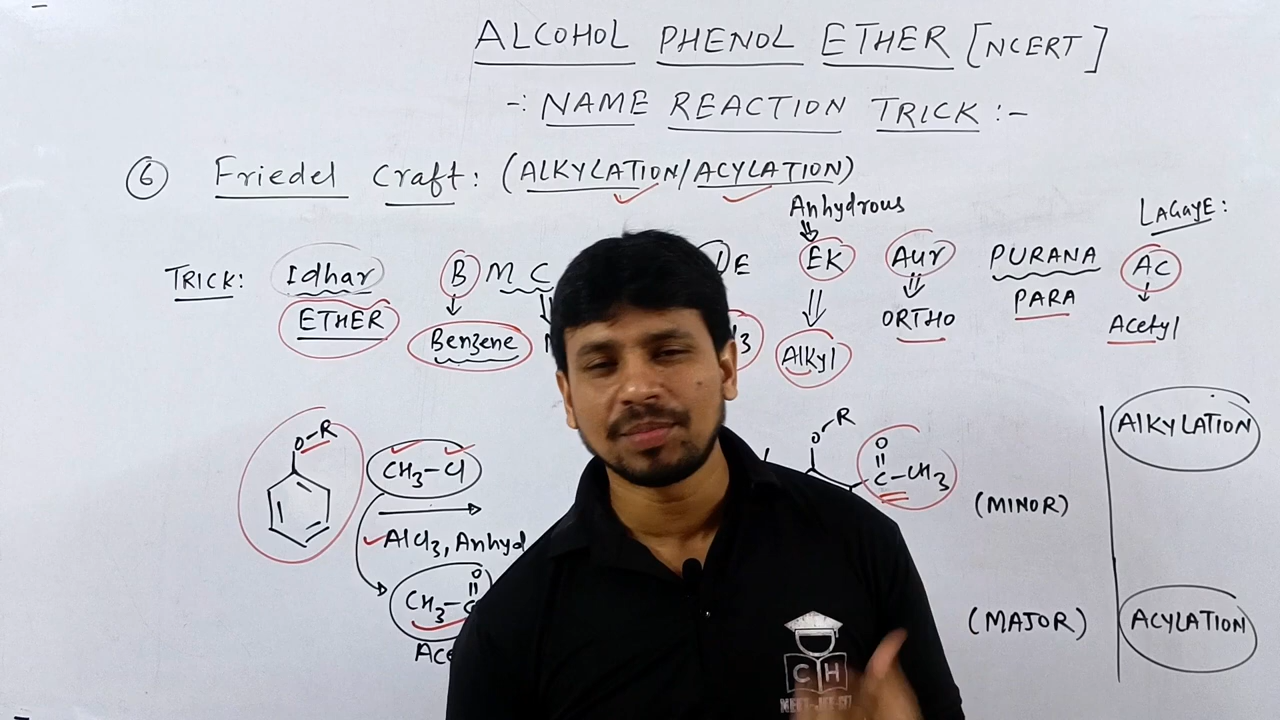 ALCOHOL PHENOL ETHER [NCERT]
-: NAME REACTION TRICK :-
⑥ Friedel Craft: (ALKYLATION/ACYLATION)
Anhydrous
LAGAYE:
TRICK: Idhar B M C DE EK Aur PURANA AC
ETHER Benzene 3 Alkyl ORTHO PARA Acetyl
O-R
CH3-Cl
AlCl3, Anhyd
CH3-C
O
O-R
O
C-CH3
(MINOR)
(MAJOR)
ALKYLATION
ACYLATION
C H